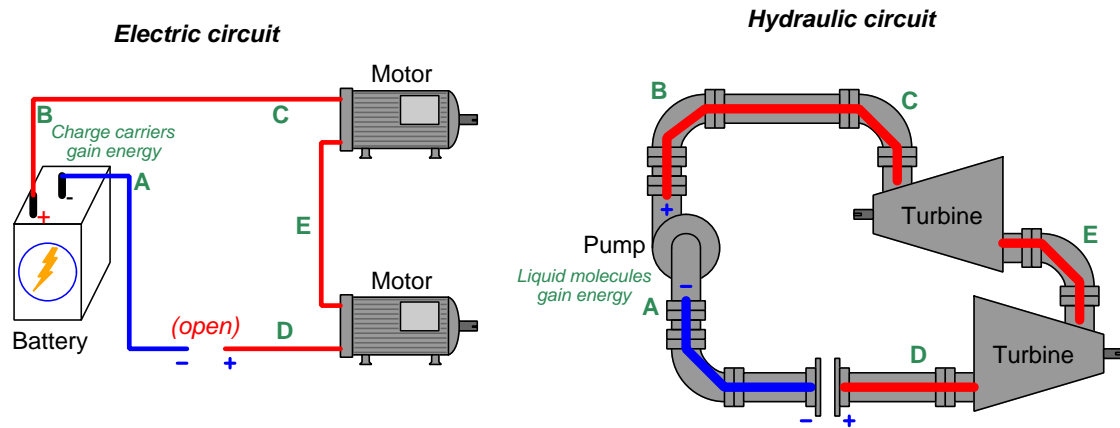 Electric circuit
Motor
B
C
Charge carriers
gain energy
A
-
+
E
Battery
(open)
-
+
D
Motor
Hydraulic circuit
B
C
+
Turbine
Pump
E
Liquid molecules
gain energy
-
A
D
Turbine
-
+